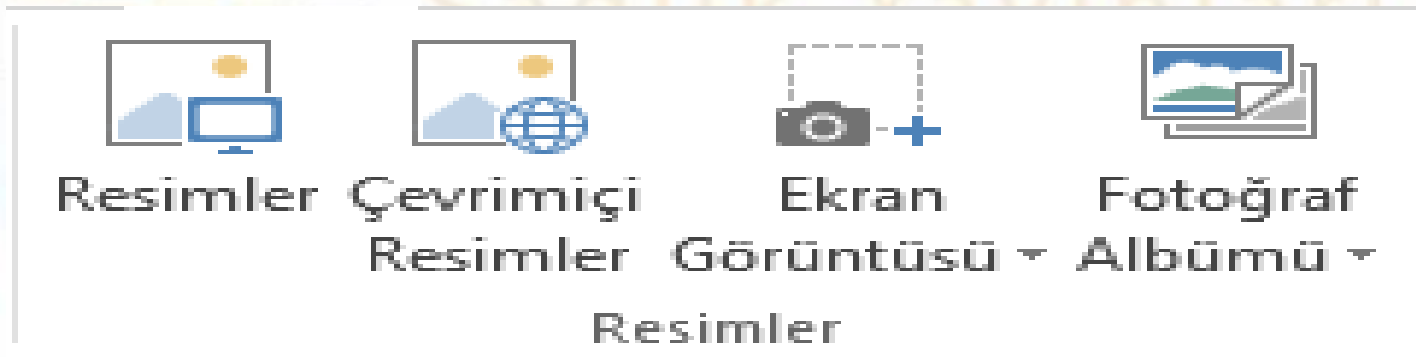 Resimler
Çevrimiçi
Resimler
Ekran
Görüntüsü
Fotoğraf
Albümü
Resimler